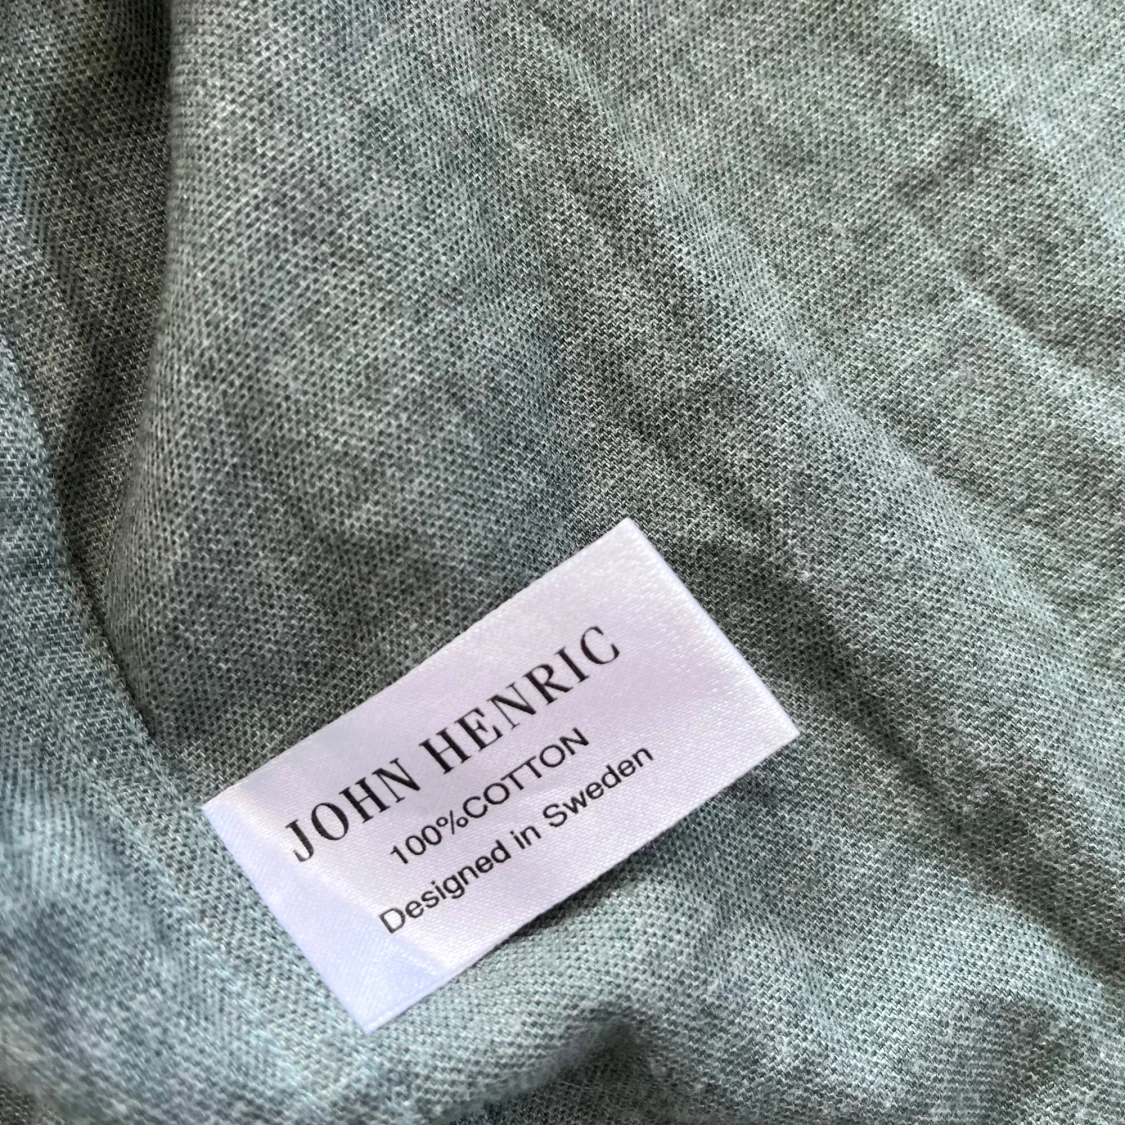 JOHN HENRIC
100%COTTON
Designed in Sweden